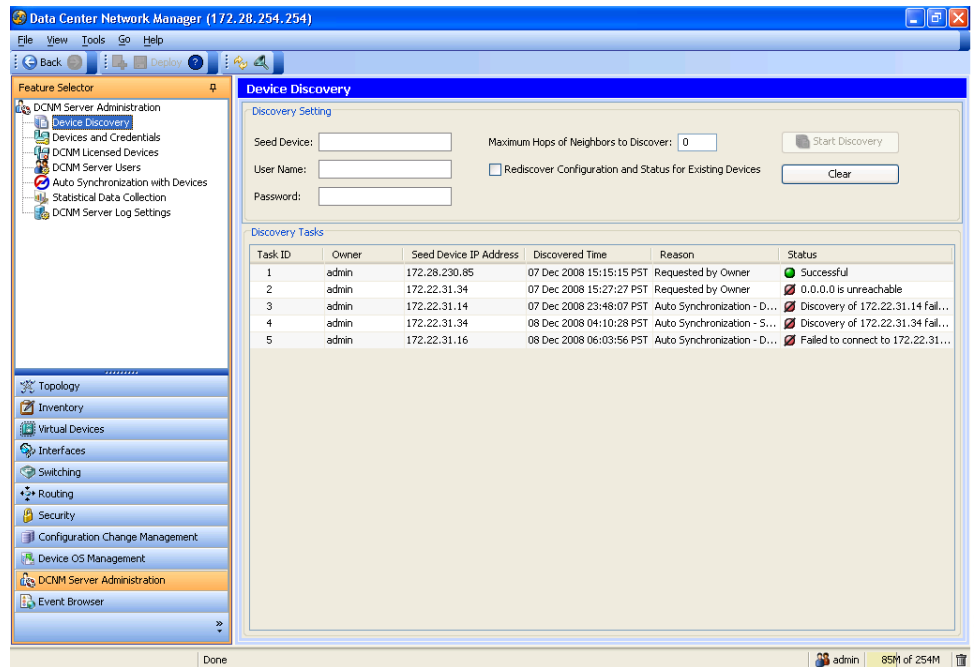 Data Center Network Manager (172.28.254.254)
File View Tools Go Help
Back Deploy ?
Feature Selector
DCNM Server Administration
Device Discovery
Devices and Credentials
DCNM Licensed Devices
DCNM Server Users
Auto Synchronization with Devices
Statistical Data Collection
DCNM Server Log Settings
Topology
Inventory
Virtual Devices
Interfaces
Switching
Routing
Security
Configuration Change Management
Device OS Management
DCNM Server Administration
Event Browser
Device Discovery
Discovery Setting
Seed Device: Maximum Hops of Neighbors to Discover: 0 Start Discovery
User Name: Rediscover Configuration and Status for Existing Devices Clear
Password:
Discovery Tasks
Task ID Owner Seed Device IP Address Discovered Time Reason Status
1 admin 172.28.230.85 07 Dec 2008 15:15:15 PST Requested by Owner Successful
2 admin 172.22.31.34 07 Dec 2008 15:27:27 PST Requested by Owner 0.0.0.0 is unreachable
3 admin 172.22.31.14 07 Dec 2008 23:48:07 PST Auto Synchronization - D... Discovery of 172.22.31.14 fail...
4 admin 172.22.31.34 08 Dec 2008 04:10:28 PST Auto Synchronization - S... Discovery of 172.22.31.34 fail...
5 admin 172.22.31.16 08 Dec 2008 06:03:56 PST Auto Synchronization - D... Failed to connect to 172.22.31...
Done admin 85M of 254M